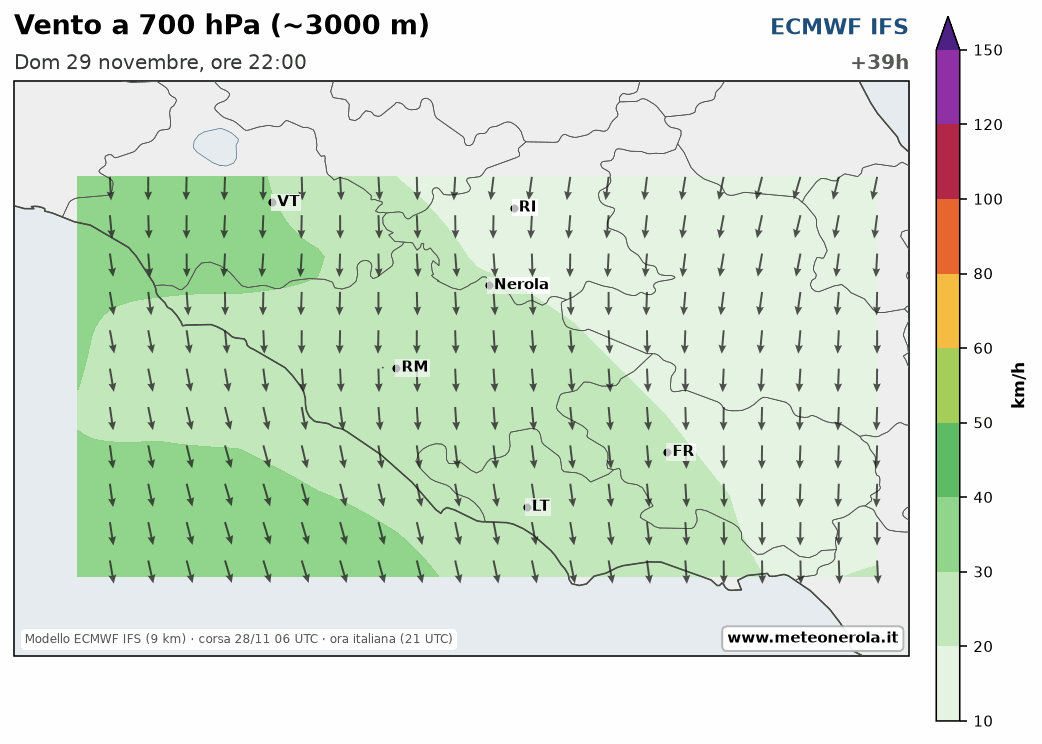 Vento a 700 hPa (~3000 m)
ECMWF IFS
Dom 29 novembre, ore 22:00
+39h
VT
RI
Nerola
RM
FR
LT
Modello ECMWF IFS (9 km) · corsa 28/11 06 UTC · ora italiana (21 UTC)
www.meteonerola.it
150
120
100
80
60
50
40
30
20
10
km/h